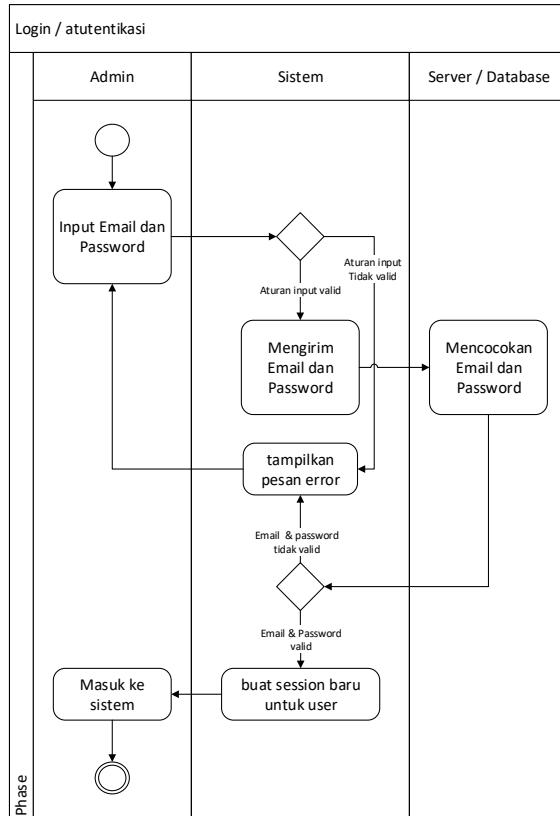 Login / atutentikasi
Admin
Sistem
Server / Database
Input Email dan
Password
Aturan input
Tidak valid
Aturan input valid
Mengirim
Email dan
Password
Mencocokan
Email dan
Password
tampilkan
pesan error
Email & password
tidak valid
Email & Password
valid
Masuk ke
sistem
buat session baru
untuk user
Phase